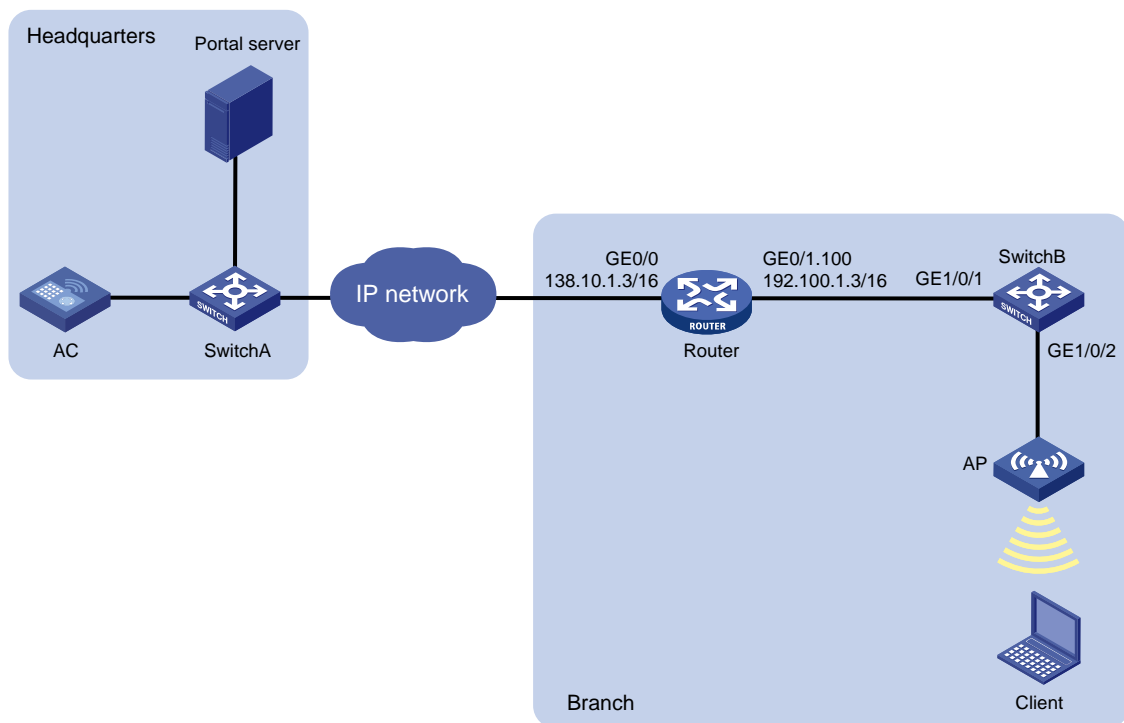 Headquarters
Portal server
SWITCH
AC
SwitchA
IP network
GE0/0
138.10.1.3/16
ROUTER
Router
GE0/1.100
192.100.1.3/16
GE1/0/1
SwitchB
SWITCH
GE1/0/2
AP
Client
Branch